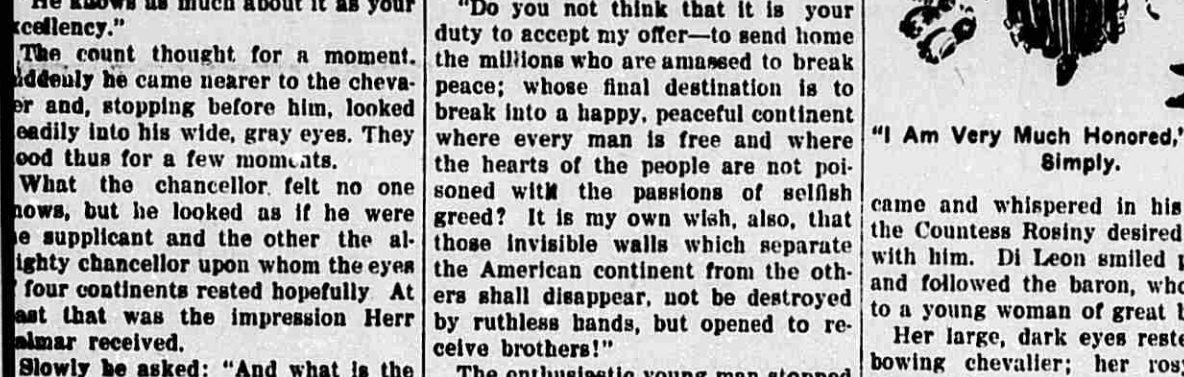 "He knows as much about it as your
xcellency."
The count thought for a moment.
uddenly he came nearer to the cheva-
er and, stopping before him, looked
eadily into his wide, gray eyes. They
ood thus for a few moments.
What the chancellor felt no one
nows, but he looked as if he were
e supplicant and the other the al-
ighty chancellor upon whom the eyes
four continents rested hopefully At
ast that was the impression Herr
almar received.
Slowly he asked: "And what is the
"Do you not think that it is your
duty to accept my offer—to send home
the millions who are amassed to break
peace; whose final destination is to
break into a happy, peaceful continent
where every man is free and where
the hearts of the people are not poi-
soned with the passions of selfish
greed? It is my own wish, also, that
those invisible walls which separate
the American continent from the oth-
ers shall disappear, not be destroyed
by ruthless hands, but opened to re-
ceive brothers!"
The enthusiastic young man stopped
"I Am Very Much Honored,"
Simply.
came and whispered in his
the Countess Rosiny desired
with him. Di Leon smiled
and followed the baron, who
to a young woman of great
Her large, dark eyes reste
bowing chevalier; her rosy